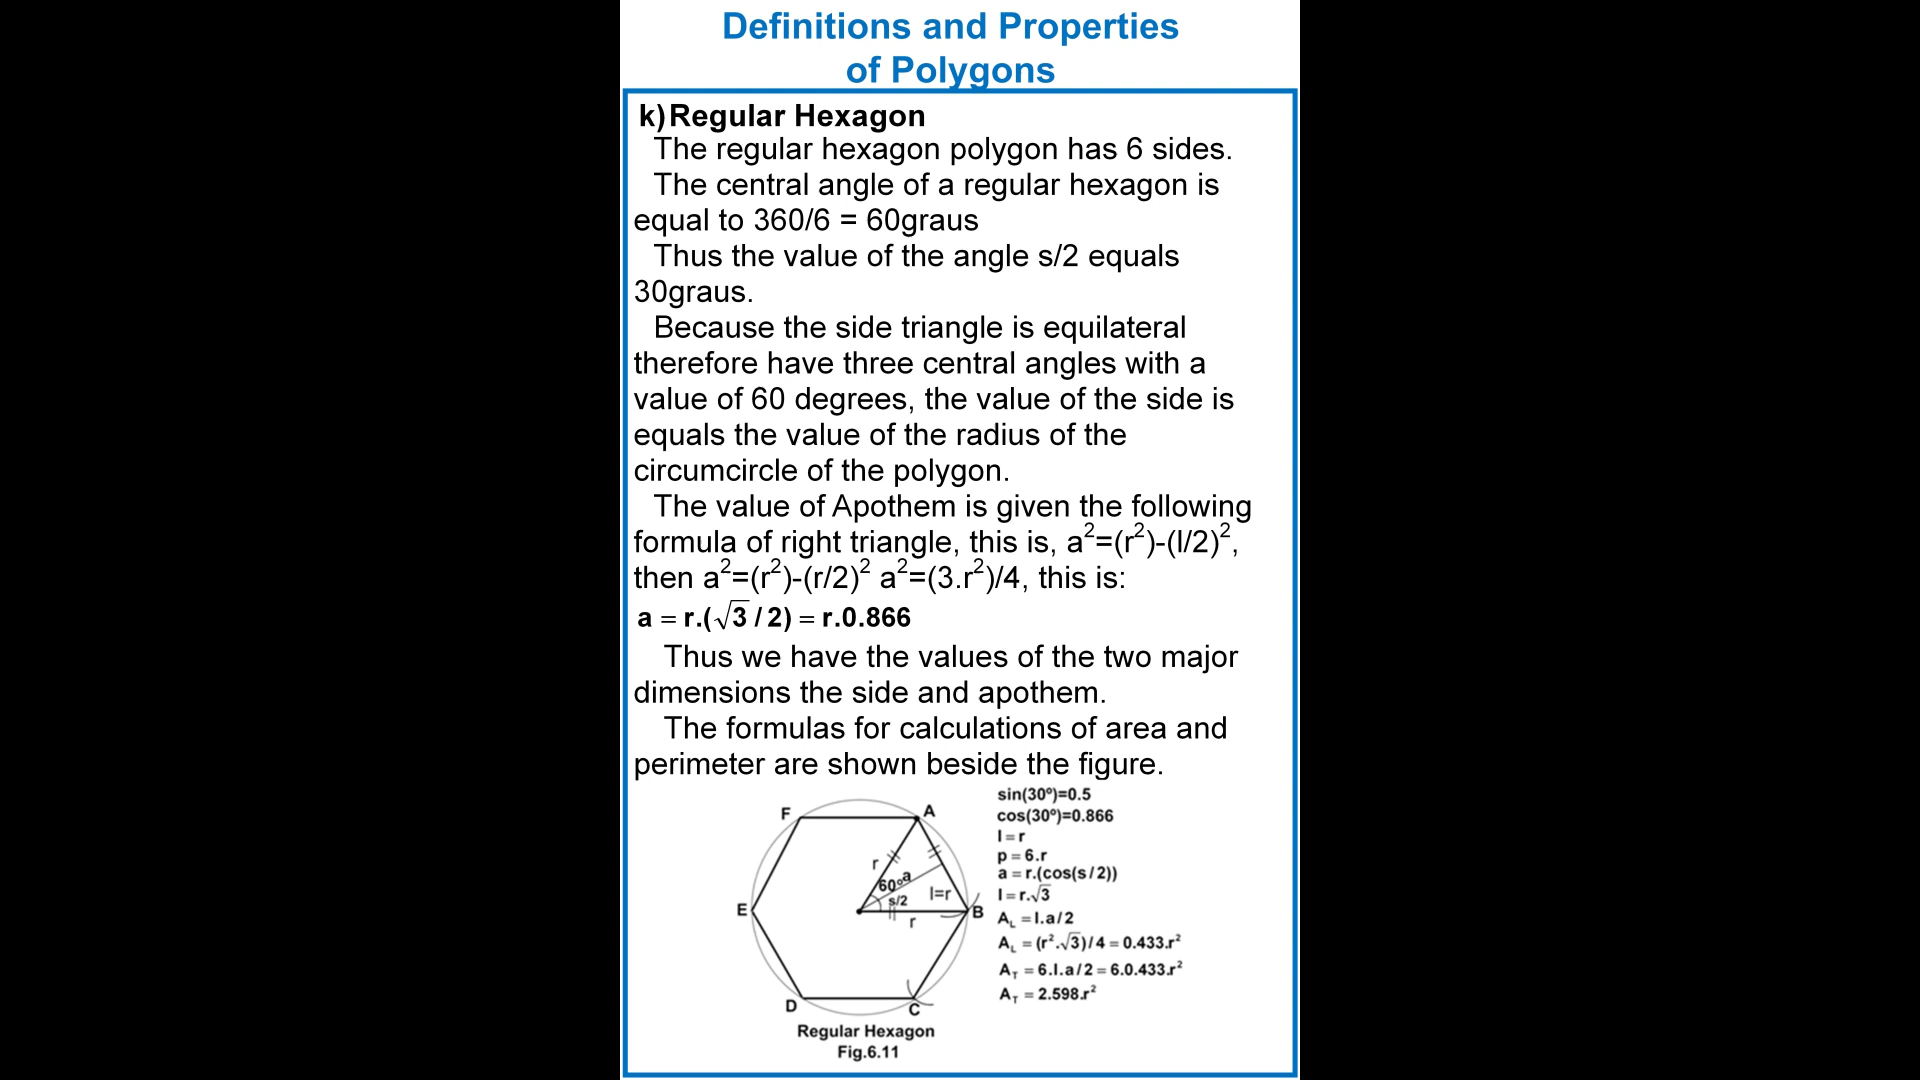 Definitions and Properties
of Polygons
k)Regular Hexagon
The regular hexagon polygon has 6 sides.
The central angle of a regular hexagon is
equal to 360/6 = 60graus
Thus the value of the angle s/2 equals
30graus.
Because the side triangle is equilateral
therefore have three central angles with a
value of 60 degrees, the value of the side is
equals the value of the radius of the
circumcircle of the polygon.
The value of Apothem is given the following
formula of right triangle, this is, a²=(r²)-(l/2)²,
then a²=(r²)-(r/2)² a²=(3.r²)/4, this is:
a = r.(√3 / 2) = r.0.866
Thus we have the values of the two major
dimensions the side and apothem.
The formulas for calculations of area and
perimeter are shown beside the figure.
F
A
r
60º
a
s/2
l=r
r
E
B
D
C
Regular Hexagon
Fig.6.11
sin(30º)=0.5
cos(30º)=0.866
l = r
p = 6.r
a = r.(cos(s / 2))
l = r.√3
A_L = l.a / 2
A_L = (r².√3) / 4 = 0.433.r²
A_T = 6.l.a / 2 = 6.0.433.r²
A_T = 2.598.r²